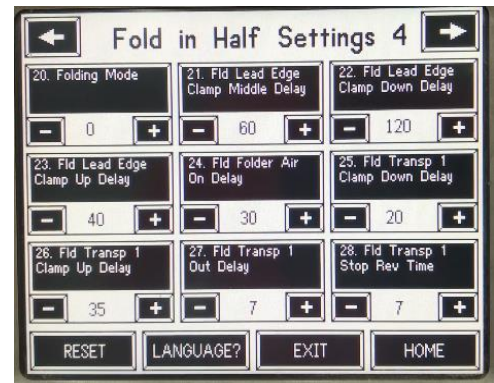 Fold in Half Settings 4
20. Folding Mode
- 0 +
21. Fld Lead Edge
Clamp Middle Delay
- 60 +
22. Fld Lead Edge
Clamp Down Delay
- 120 +
23. Fld Lead Edge
Clamp Up Delay
- 40 +
24. Fld Folder Air
On Delay
- 30 +
25. Fld Transp 1
Clamp Down Delay
- 20 +
26. Fld Transp 1
Clamp Up Delay
- 35 +
27. Fld Transp 1
Out Delay
- 7 +
28. Fld Transp 1
Stop Rev Time
- 7 +
RESET
LANGUAGE?
EXIT
HOME